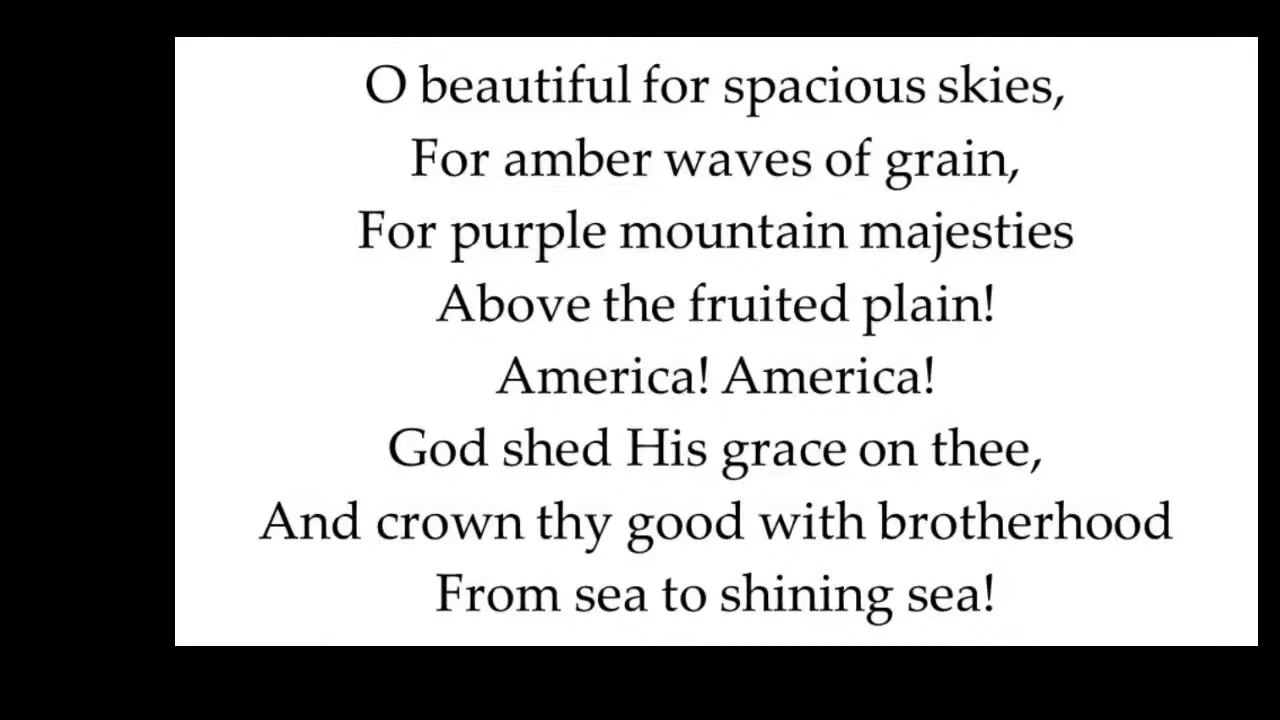 O beautiful for spacious skies,
For amber waves of grain,
For purple mountain majesties
Above the fruited plain!
America! America!
God shed His grace on thee,
And crown thy good with brotherhood
From sea to shining sea!